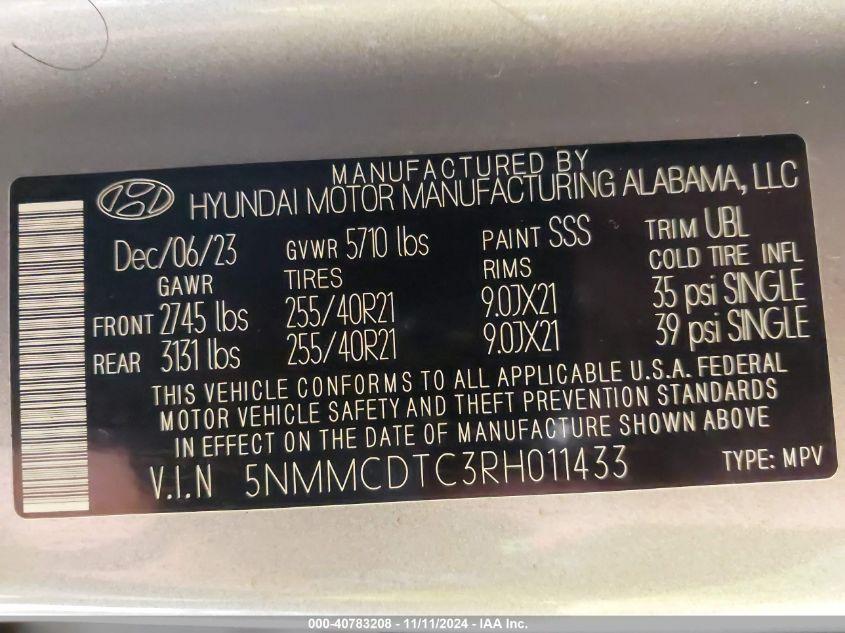 MANUFACTURED BY
HYUNDAI MOTOR MANUFACTURING ALABAMA, LLC
Dec/06/23 GVWR 5710 lbs PAINT SSS TRIM UBL
GAWR TIRES RIMS COLD TIRE INFL
FRONT 2745 lbs 255/40R21 9.0JX21 35 psi SINGLE
REAR 3131 lbs 255/40R21 9.0JX21 39 psi SINGLE
THIS VEHICLE CONFORMS TO ALL APPLICABLE U.S.A. FEDERAL
MOTOR VEHICLE SAFETY AND THEFT PREVENTION STANDARDS
IN EFFECT ON THE DATE OF MANUFACTURE SHOWN ABOVE
V.I.N 5NMMCDTC3RH011433 TYPE: MPV
000-40783208 - 11/11/2024 - IAA Inc.